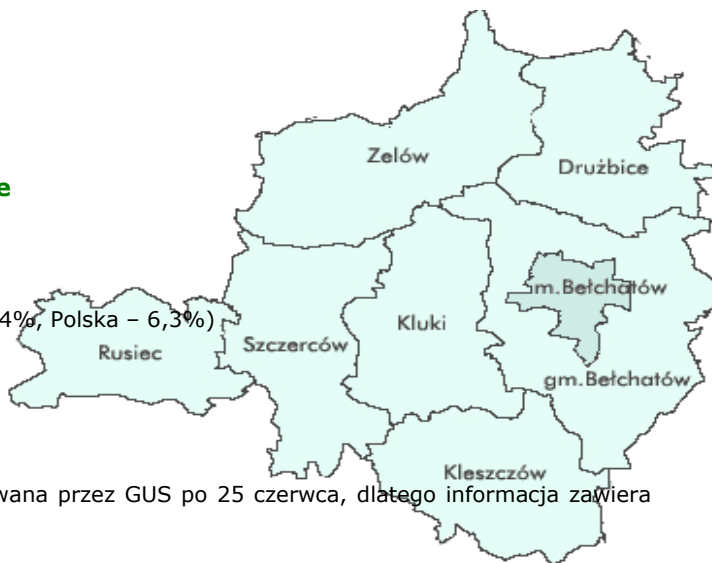 Zelów
Drużbice
e
m.Bełchatów
4%, Polska – 6,3%)
Kluki
Szczerców
Rusiec
gm.Bełchatów
Kleszczów
wana przez GUS po 25 czerwca, dlatego informacja zawiera